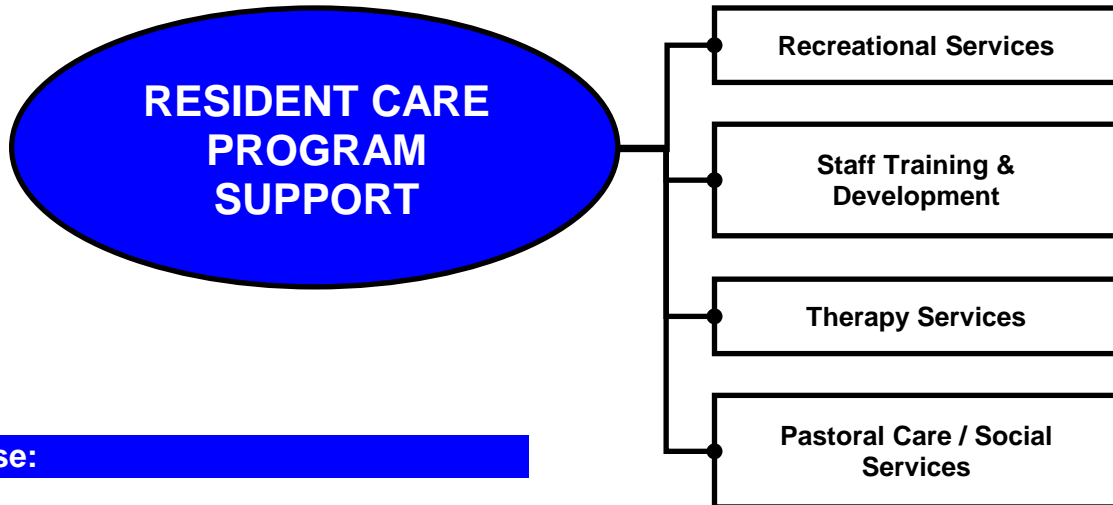 RESIDENT CARE
PROGRAM
SUPPORT
Recreational Services
Staff Training &
Development
Therapy Services
Pastoral Care / Social
Services
se: